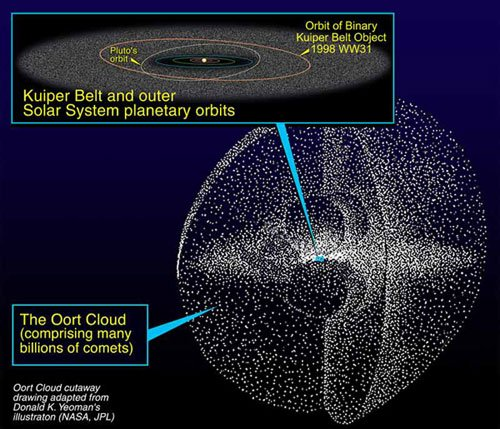 Orbit of Binary
Kuiper Belt Object
1998 WW31
Pluto's
orbit
Kuiper Belt and outer
Solar System planetary orbits
The Oort Cloud
(comprising many
billions of comets)
Oort Cloud cutaway
drawing adapted from
Donald K. Yeoman's
illustraton (NASA, JPL)